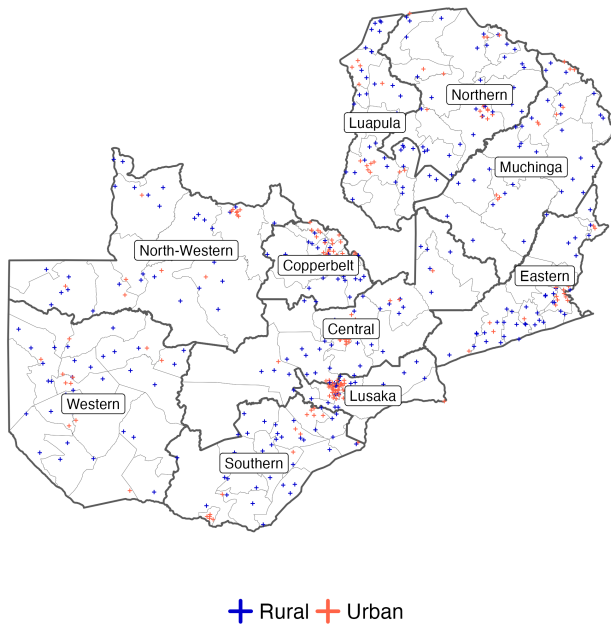 Northern
Luapula
Muchinga
North-Western
Copperbelt
Eastern
Central
Lusaka
Western
Southern
Rural Urban